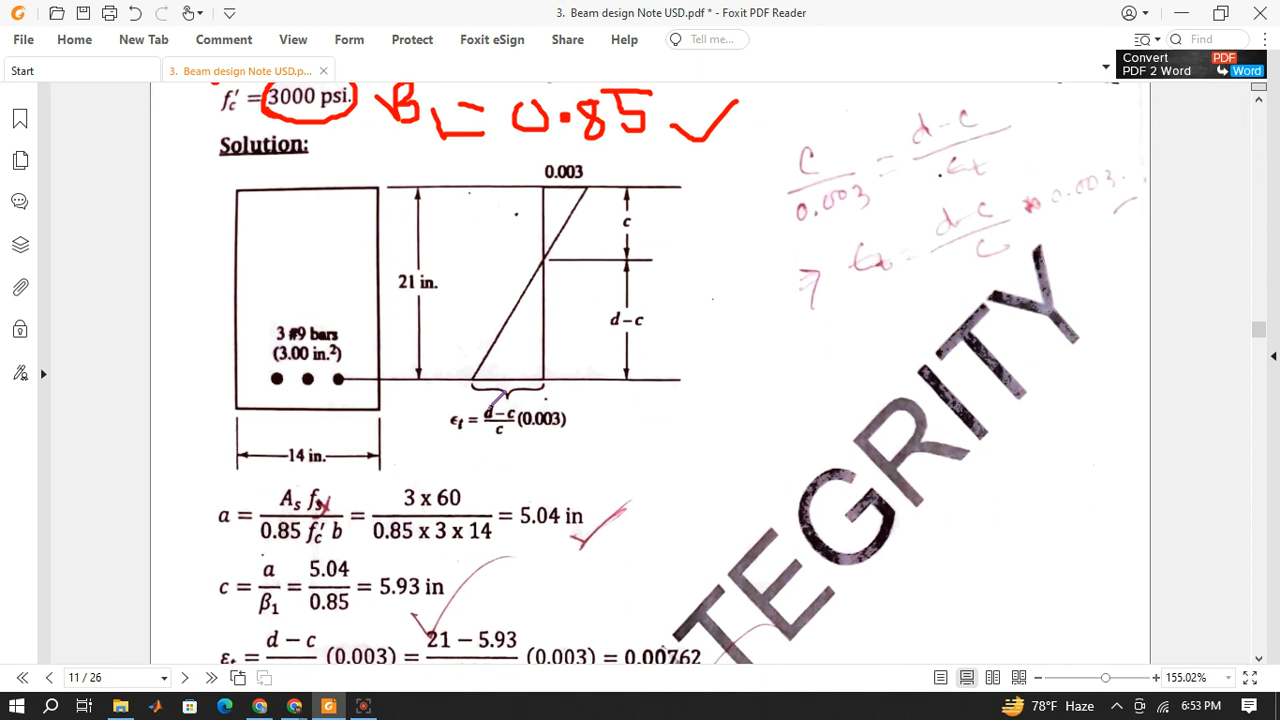 3. Beam design Note USD.pdf * - Foxit PDF Reader
File Home New Tab Comment View Form Protect Foxit eSign Share Help Tell me... Find
Start 3. Beam design Note USD.p... Convert PDF 2 Word PDF Word
f'c = 3000 psi. β1 = 0.85
Solution:
c/0.003 = d-c/εt
⇒ εt = d-c/c × 0.003
0.003
c
21 in.
d-c
3 #9 bars
(3.00 in.²)
εt = d-c/c (0.003)
14 in.
INTEGRITY
a = As fy / 0.85 f'c b = 3 x 60 / 0.85 x 3 x 14 = 5.04 in
c = a/β1 = 5.04/0.85 = 5.93 in
εt = d − c (0.003) = 21 − 5.93 (0.003) = 0.00762
11 / 26 155.02%
78°F Haze 6:53 PM